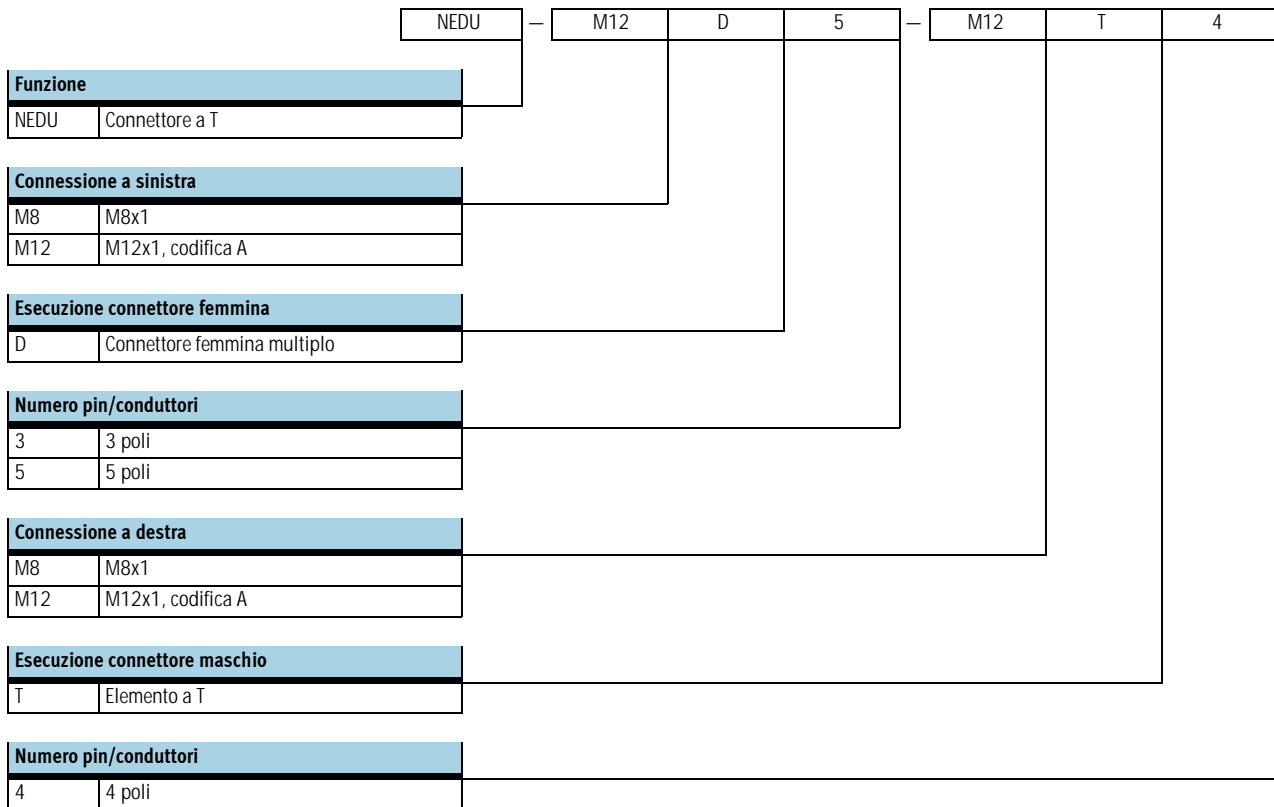 NEDU — M12 D 5 — M12 T 4
Funzione
NEDU Connettore a T
Connessione a sinistra
M8 M8x1
M12 M12x1, codifica A
Esecuzione connettore femmina
D Connettore femmina multiplo
Numero pin/conduttori
3 3 poli
5 5 poli
Connessione a destra
M8 M8x1
M12 M12x1, codifica A
Esecuzione connettore maschio
T Elemento a T
Numero pin/conduttori
4 4 poli